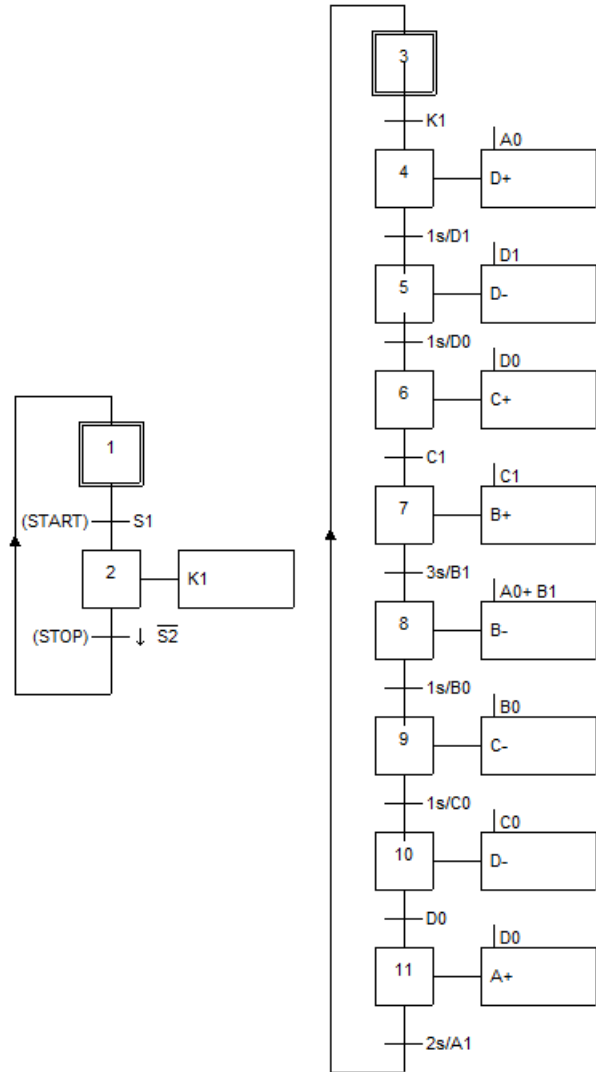 1
(START) S1
2 K1
(STOP) ↓ S̅2̅
3
K1
A0
4 D+
1s/D1
D1
5 D-
1s/D0
D0
6 C+
C1
C1
7 B+
3s/B1
A0+ B1
8 B-
1s/B0
B0
9 C-
1s/C0
C0
10 D-
D0
D0
11 A+
2s/A1